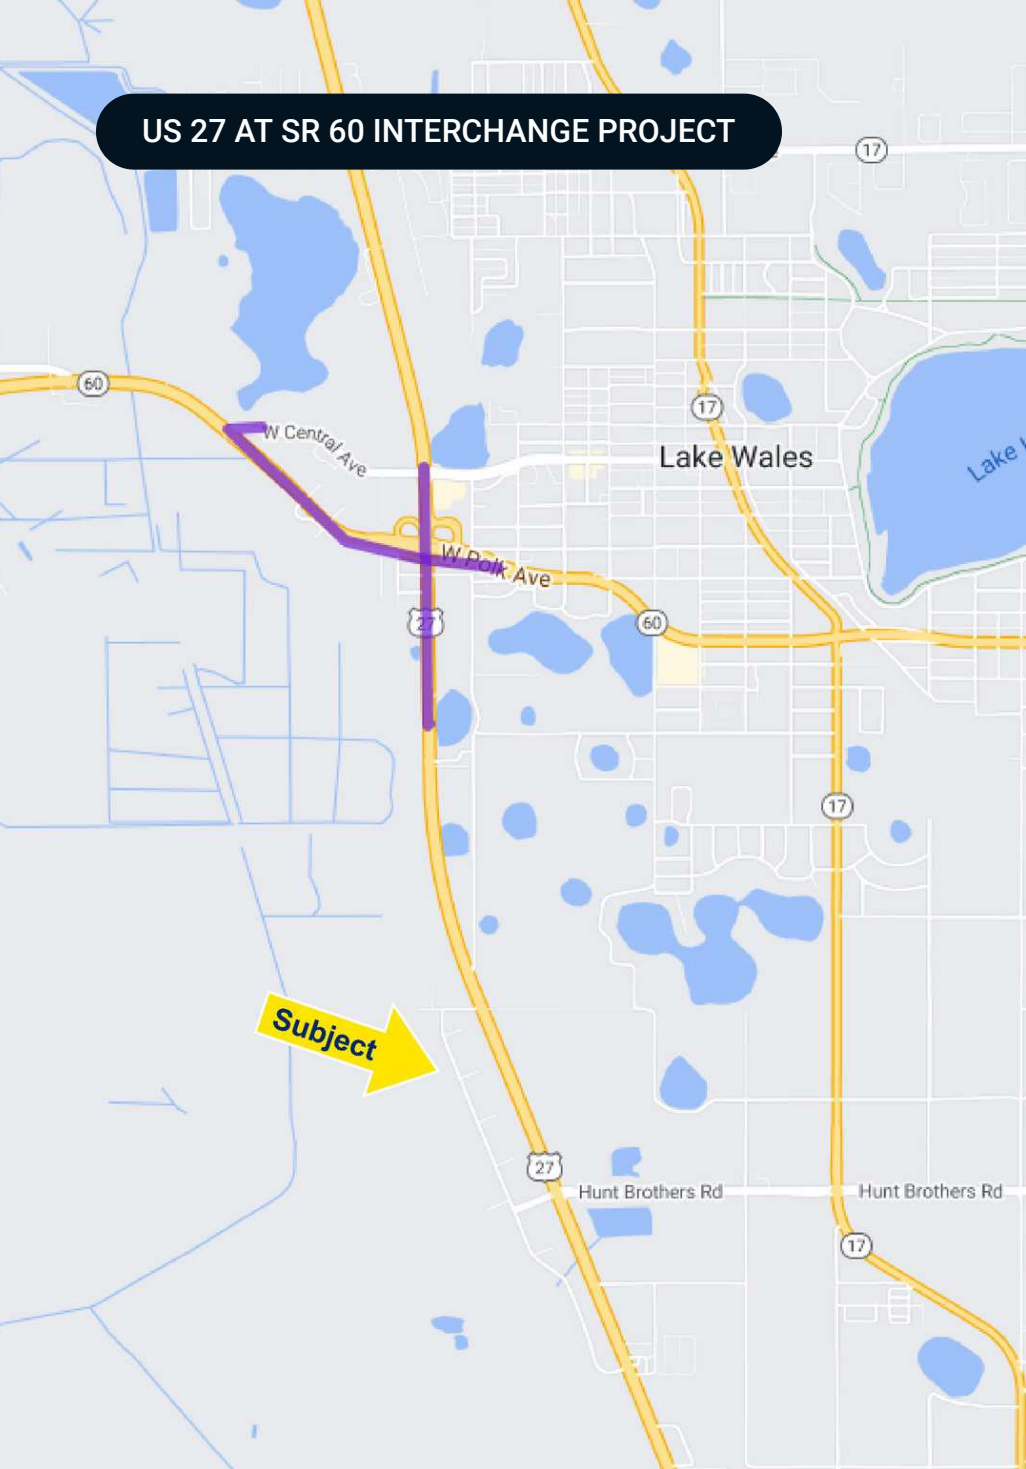 US 27 AT SR 60 INTERCHANGE PROJECT
17
60
17
W Central Ave
Lake Wales
Lake
W Polk Ave
27
60
17
Subject
27
Hunt Brothers Rd
Hunt Brothers Rd
17